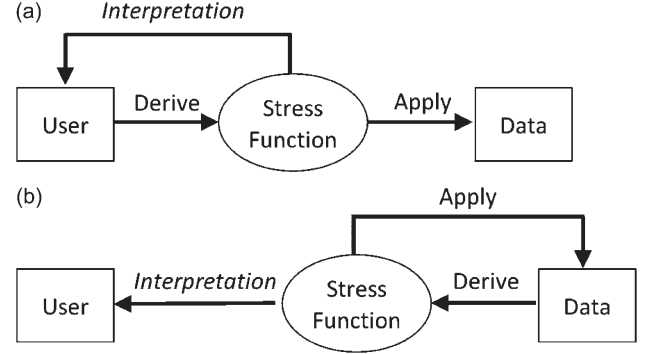 (a)
Interpretation
User
Derive
Stress
Function
Apply
Data
(b)
Apply
User
Interpretation
Stress
Function
Derive
Data